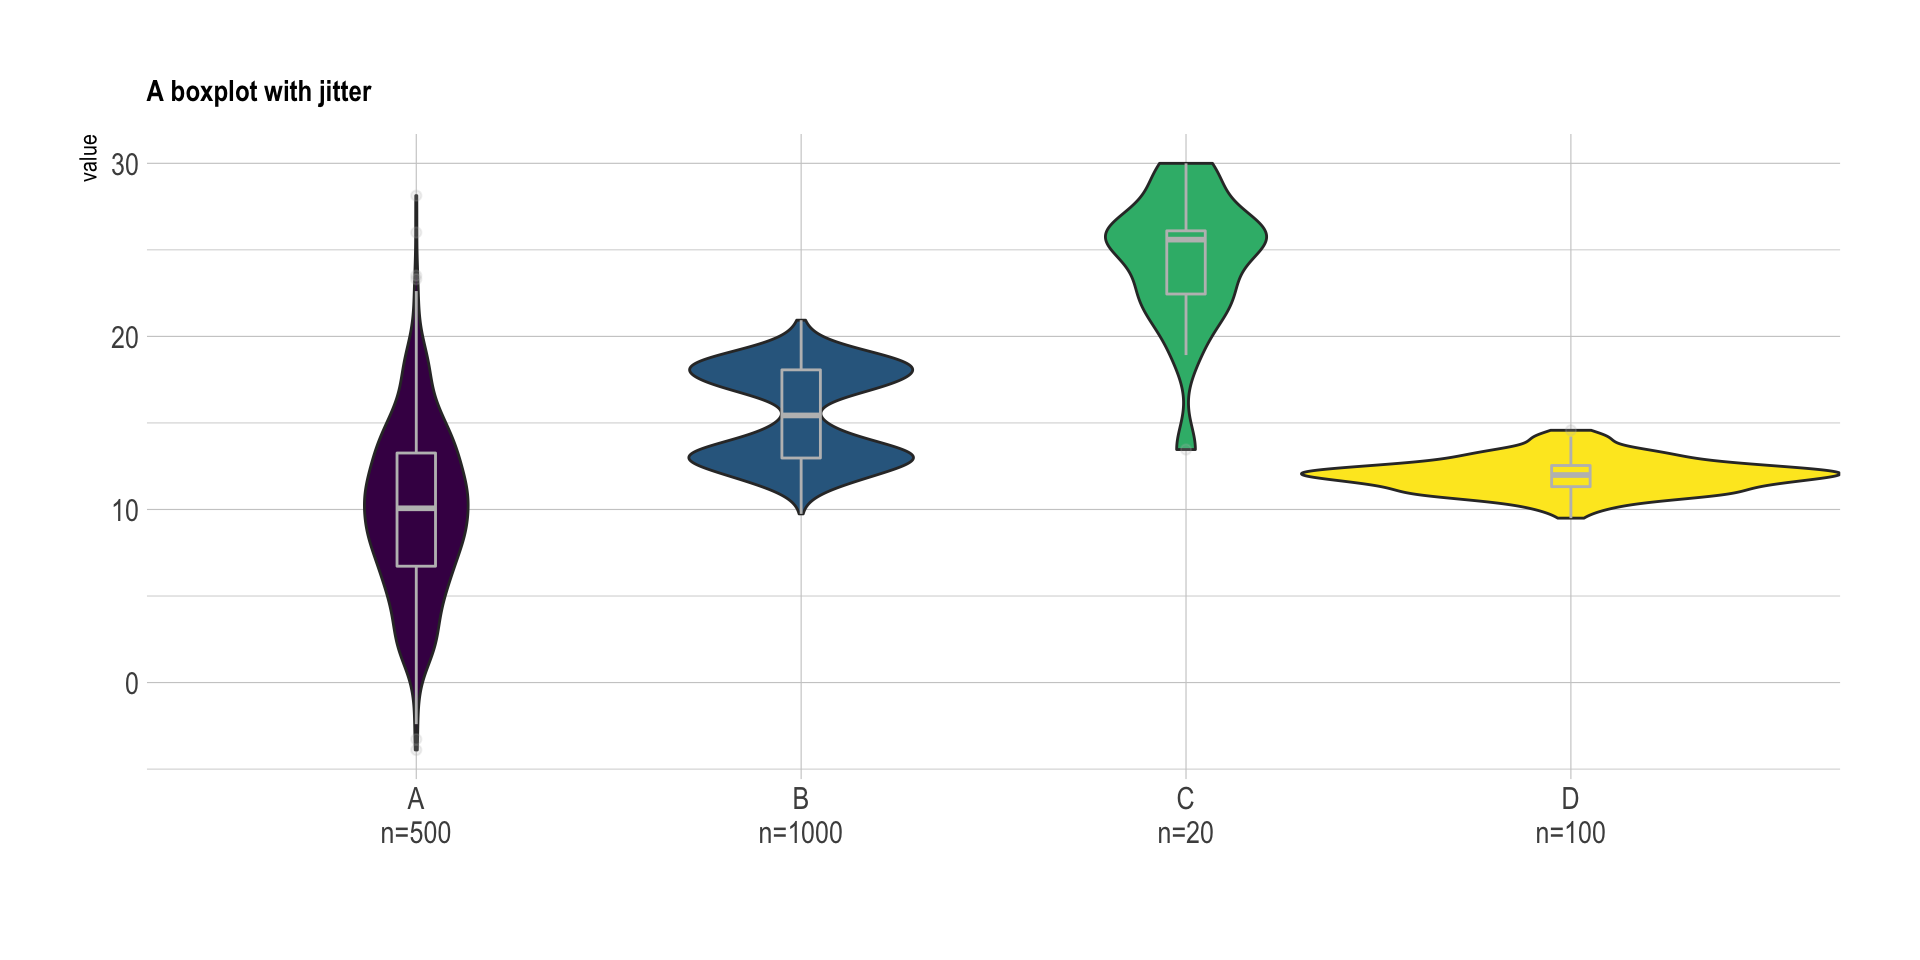 A boxplot with jitter
value
30
20
10
0
A
n=500
B
n=1000
C
n=20
D
n=100